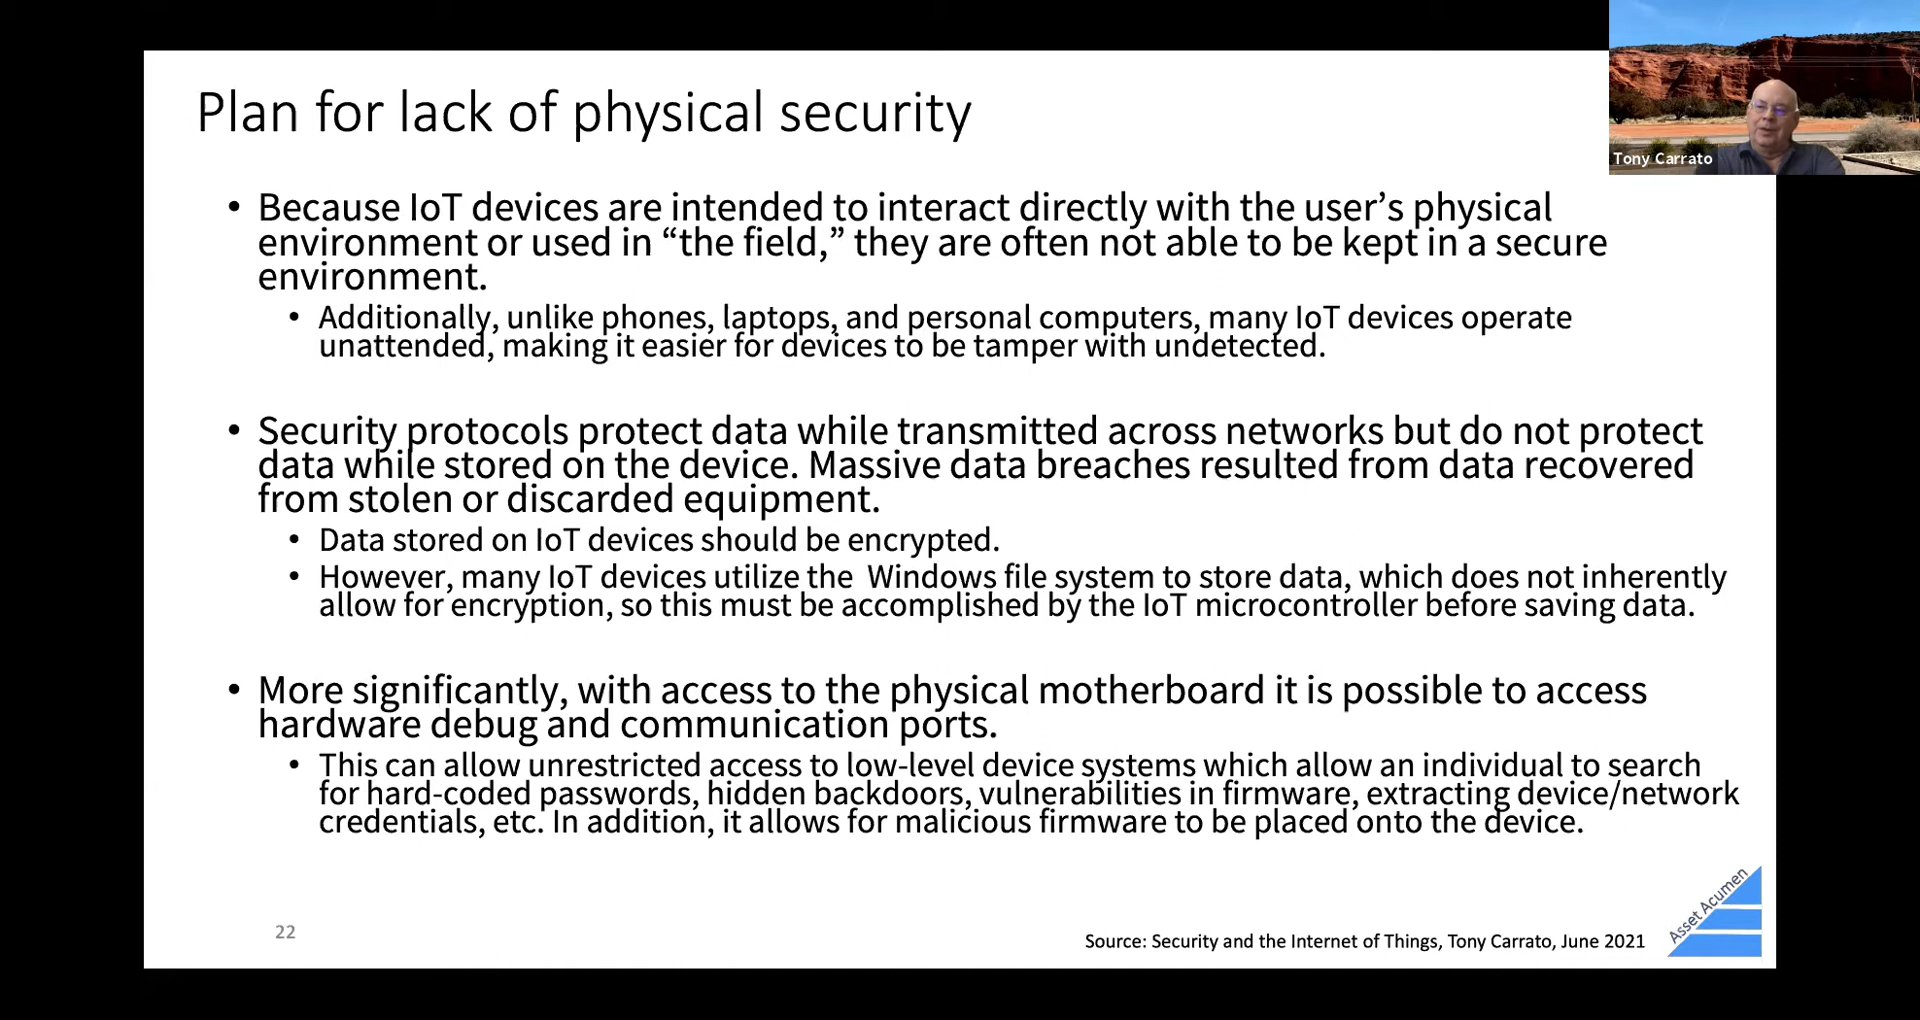 Plan for lack of physical security
Tony Carrato
• Because IoT devices are intended to interact directly with the user’s physical
environment or used in “the field,” they are often not able to be kept in a secure
environment.
• Additionally, unlike phones, laptops, and personal computers, many IoT devices operate
unattended, making it easier for devices to be tamper with undetected.
• Security protocols protect data while transmitted across networks but do not protect
data while stored on the device. Massive data breaches resulted from data recovered
from stolen or discarded equipment.
• Data stored on IoT devices should be encrypted.
• However, many IoT devices utilize the  Windows file system to store data, which does not inherently
allow for encryption, so this must be accomplished by the IoT microcontroller before saving data.
• More significantly, with access to the physical motherboard it is possible to access
hardware debug and communication ports.
• This can allow unrestricted access to low-level device systems which allow an individual to search
for hard-coded passwords, hidden backdoors, vulnerabilities in firmware, extracting device/network
credentials, etc. In addition, it allows for malicious firmware to be placed onto the device.
22
Source: Security and the Internet of Things, Tony Carrato, June 2021
Asset Acumen